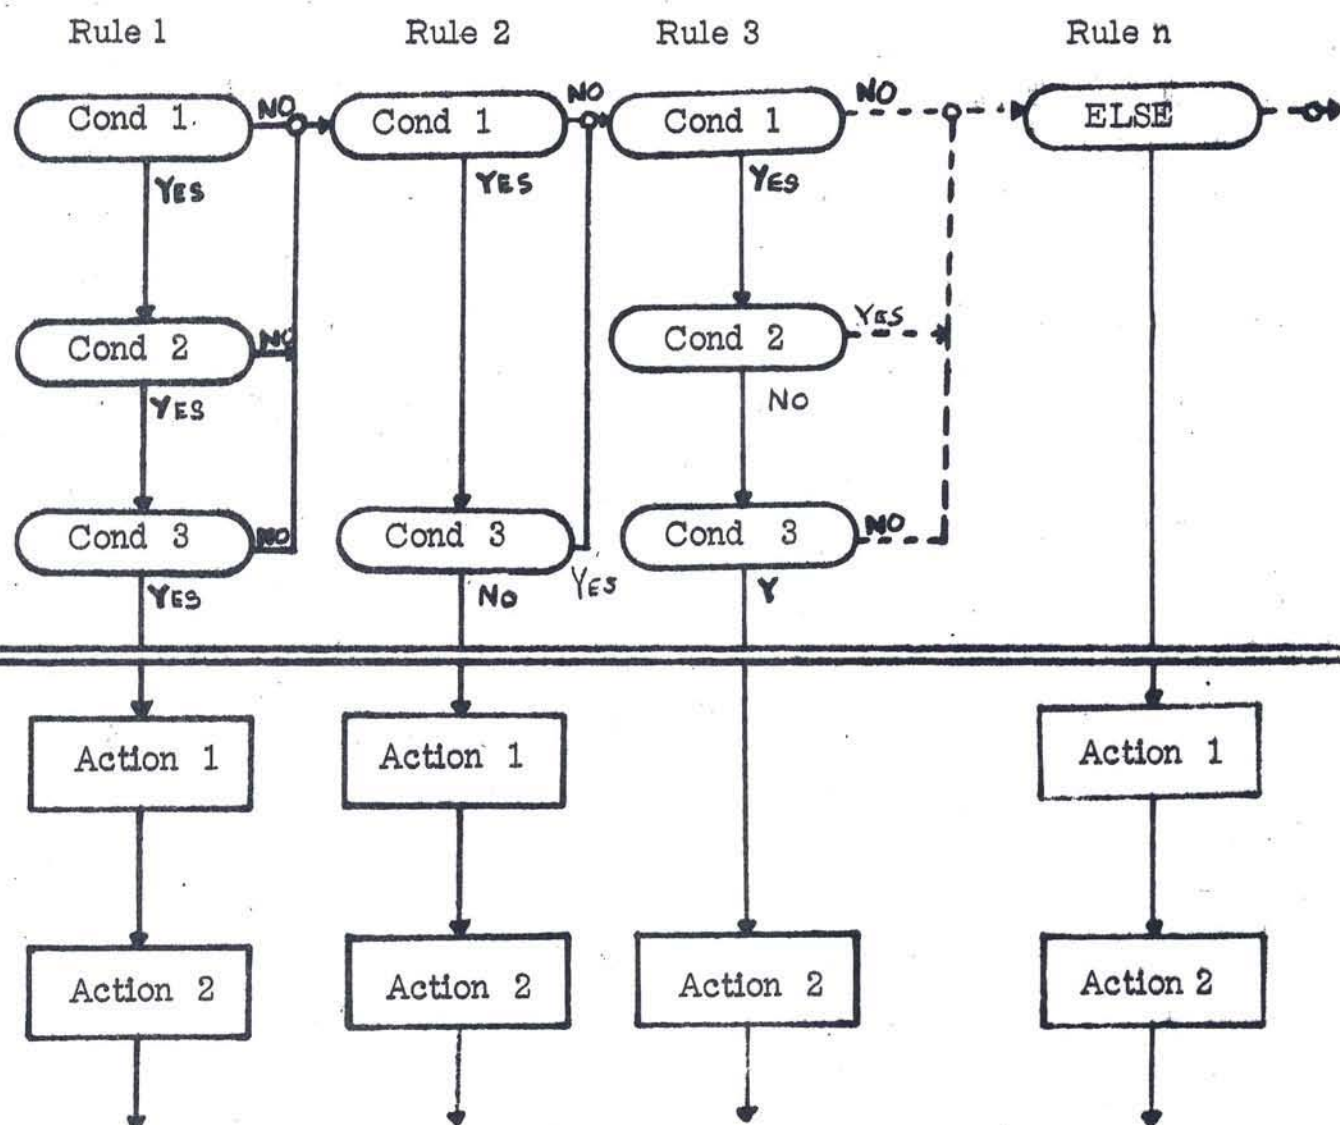 Rule 1 Rule 2 Rule 3 Rule n
Cond 1. NO Cond 1 NO Cond 1 NO ELSE
YES YES YES
Cond 2 NO Cond 2 YES
YES NO
Cond 3 NO Cond 3 YES Cond 3 NO
YES NO Y
Action 1 Action 1 Action 1
Action 2 Action 2 Action 2 Action 2